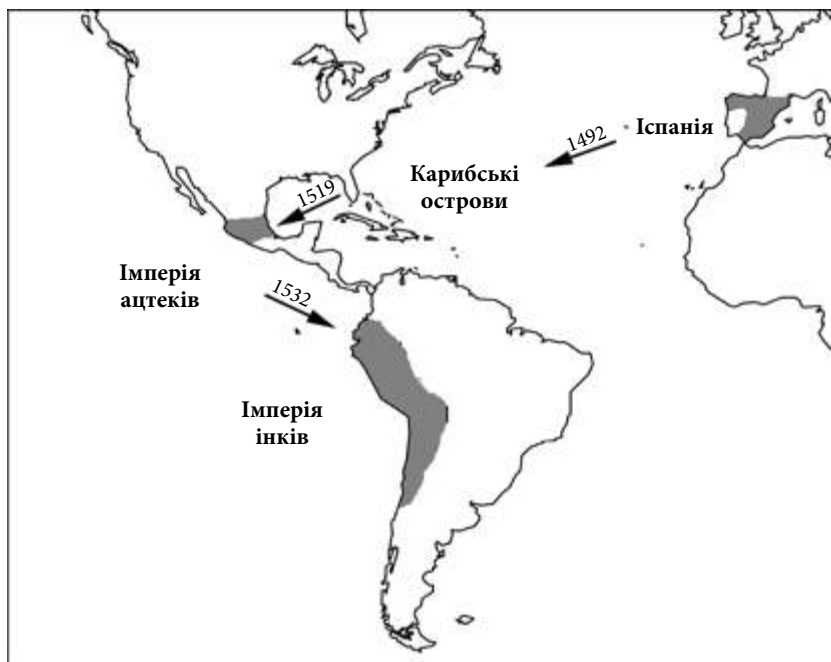 Іспанія
1492
Карибські
острови
1519
Імперія
ацтеків
1532
Імперія
інків